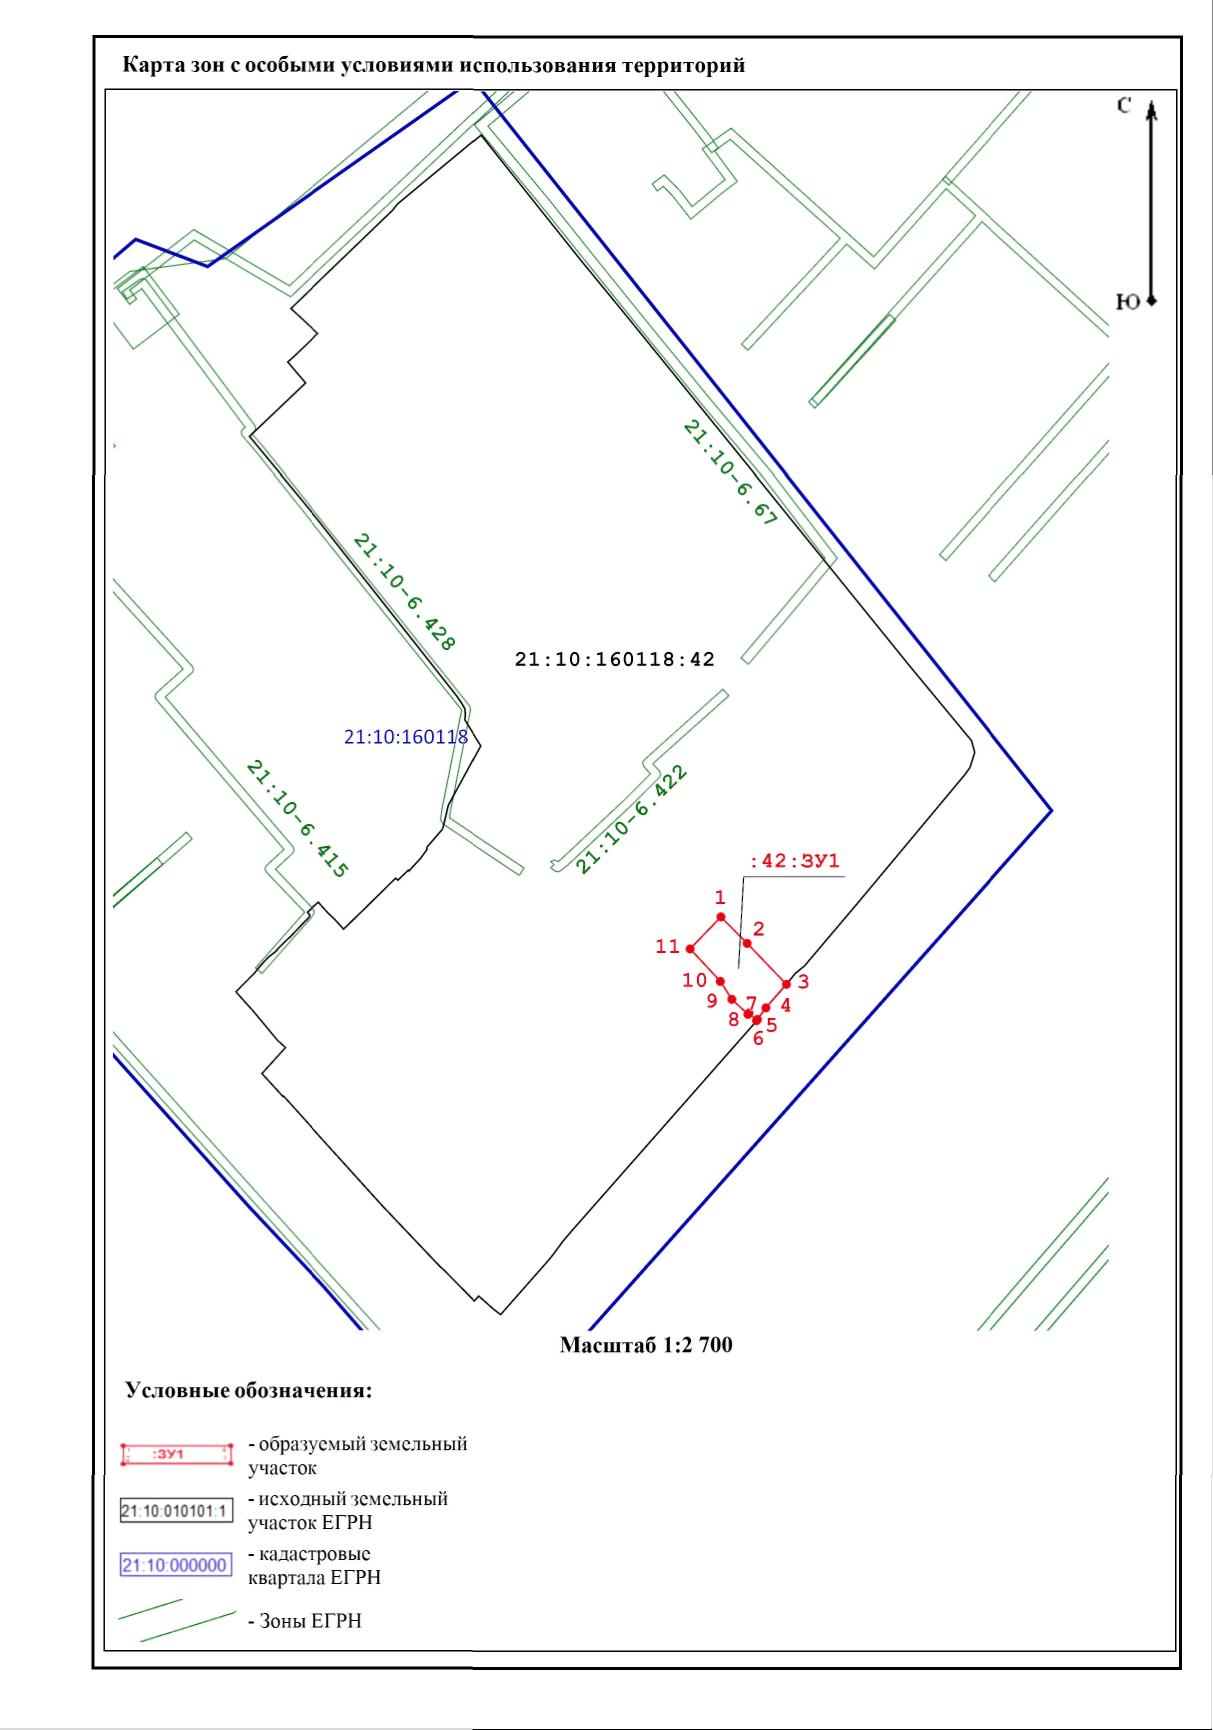 Карта зон с особыми условиями использования территорий
С
Ю
21:10-6.67
21:10-6.428
21:10:160118:42
21:10:160118
21:10-6.415
21:10-6.422
:42:ЗУ1
1
2
11
10
3
9
7
4
8
5
6
Масштаб 1:2 700
Условные обозначения:
:ЗУ1
- образуемый земельный
участок
21:10:010101:1
- исходный земельный
участок ЕГРН
21:10:000000
- кадастровые
квартала ЕГРН
- Зоны ЕГРН